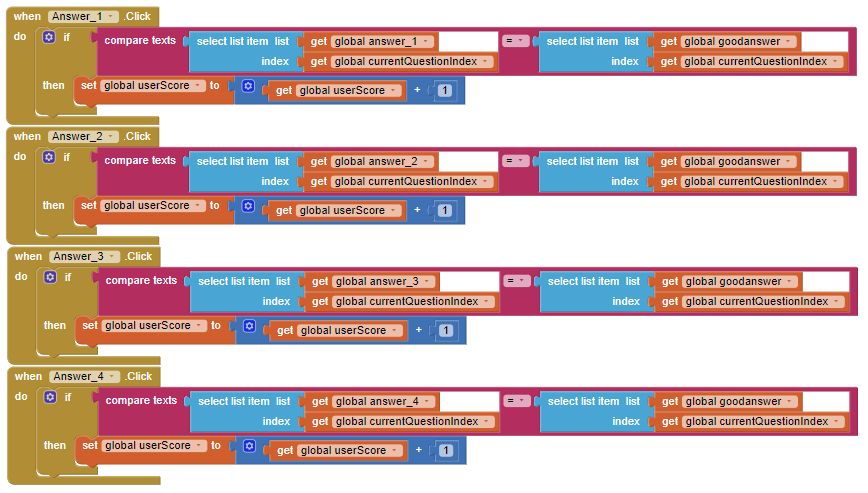 when Answer_1 .Click
do if compare texts select list item list get global answer_1 = select list item list get global goodanswer
index get global currentQuestionIndex index get global currentQuestionIndex
then set global userScore to get global userScore + 1
when Answer_2 .Click
do if compare texts select list item list get global answer_2 = select list item list get global goodanswer
index get global currentQuestionIndex index get global currentQuestionIndex
then set global userScore to get global userScore + 1
when Answer_3 .Click
do if compare texts select list item list get global answer_3 = select list item list get global goodanswer
index get global currentQuestionIndex index get global currentQuestionIndex
then set global userScore to get global userScore + 1
when Answer_4 .Click
do if compare texts select list item list get global answer_4 = select list item list get global goodanswer
index get global currentQuestionIndex index get global currentQuestionIndex
then set global userScore to get global userScore + 1